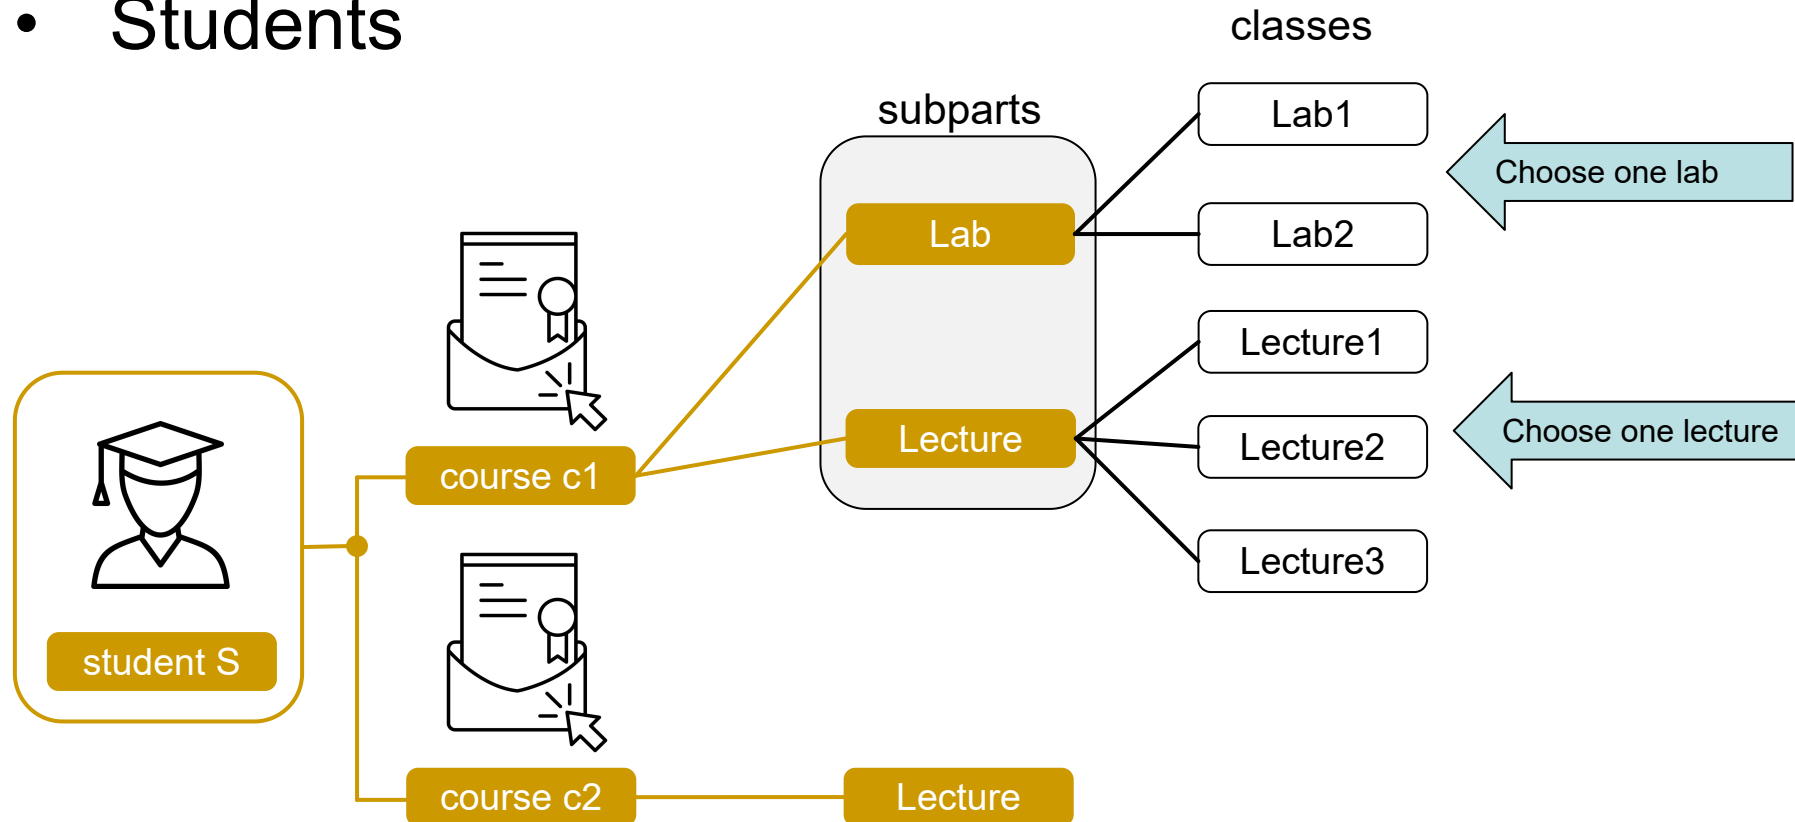 • Students
classes
subparts
Lab1
Choose one lab
Lab
Lab2
Lecture1
Lecture
Lecture2
Choose one lecture
course c1
Lecture3
student S
course c2
Lecture